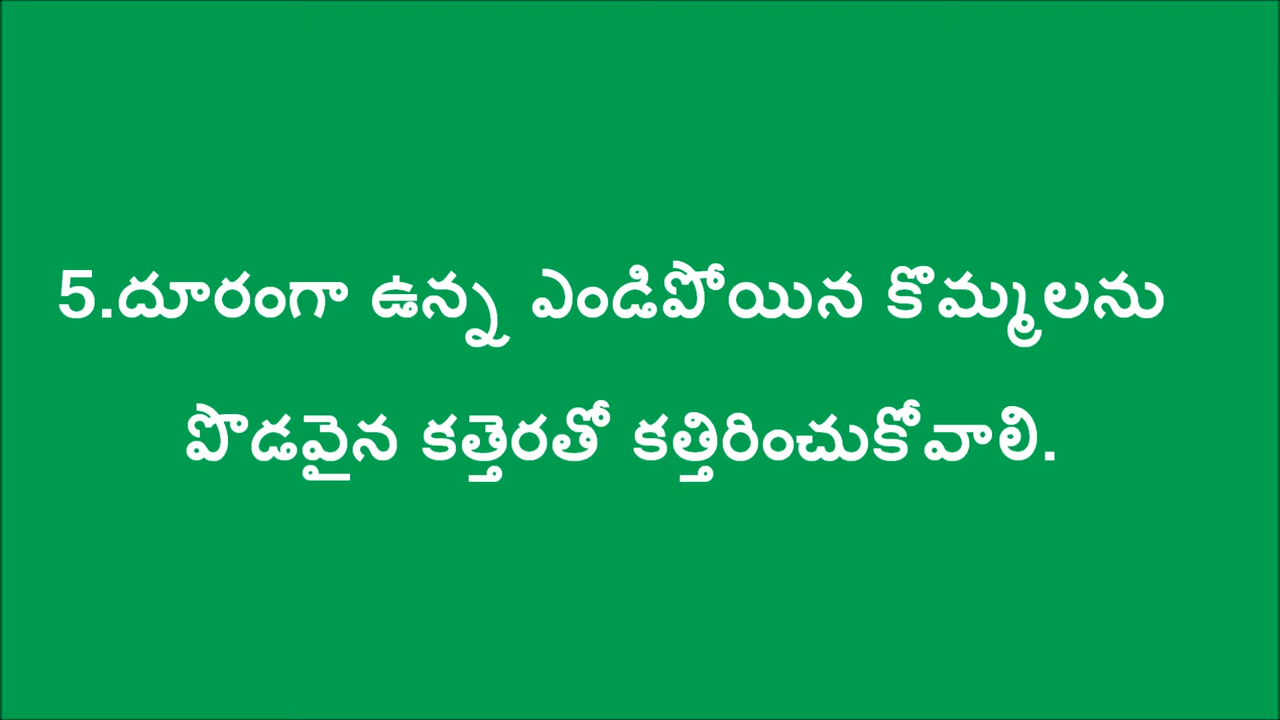 5.దూరంగా ఉన్న ఎండిపోయిన కొమ్మలను
పొడవైన కత్తెరతో కత్తిరించుకోవాలి.